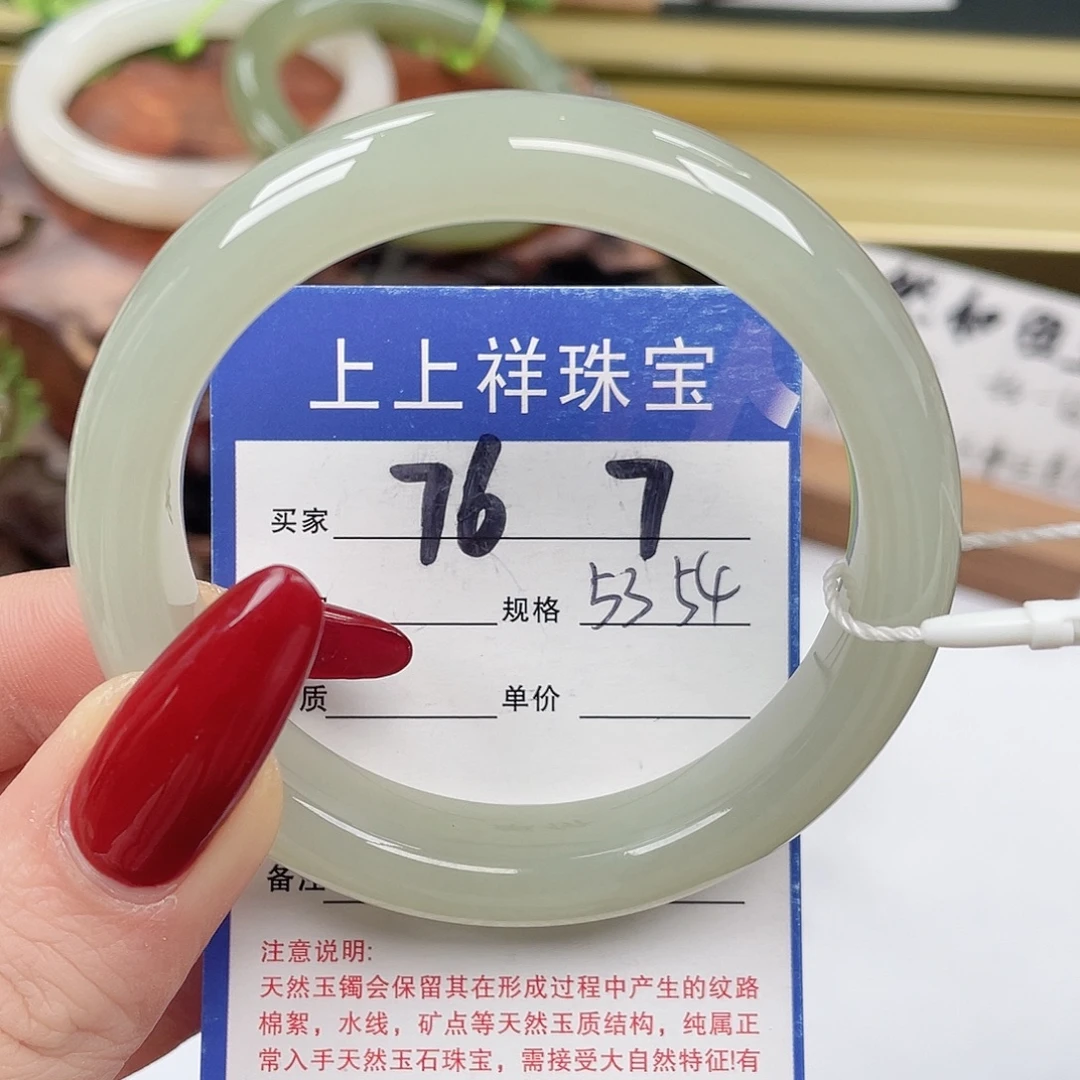 上上祥珠宝
买家 76 7
规格 53 54
质 单价
备注
注意说明:
天然玉镯会保留其在形成过程中产生的纹路
棉絮，水线，矿点等天然玉质结构，纯属正
常入手天然玉石珠宝，需接受大自然特征!有